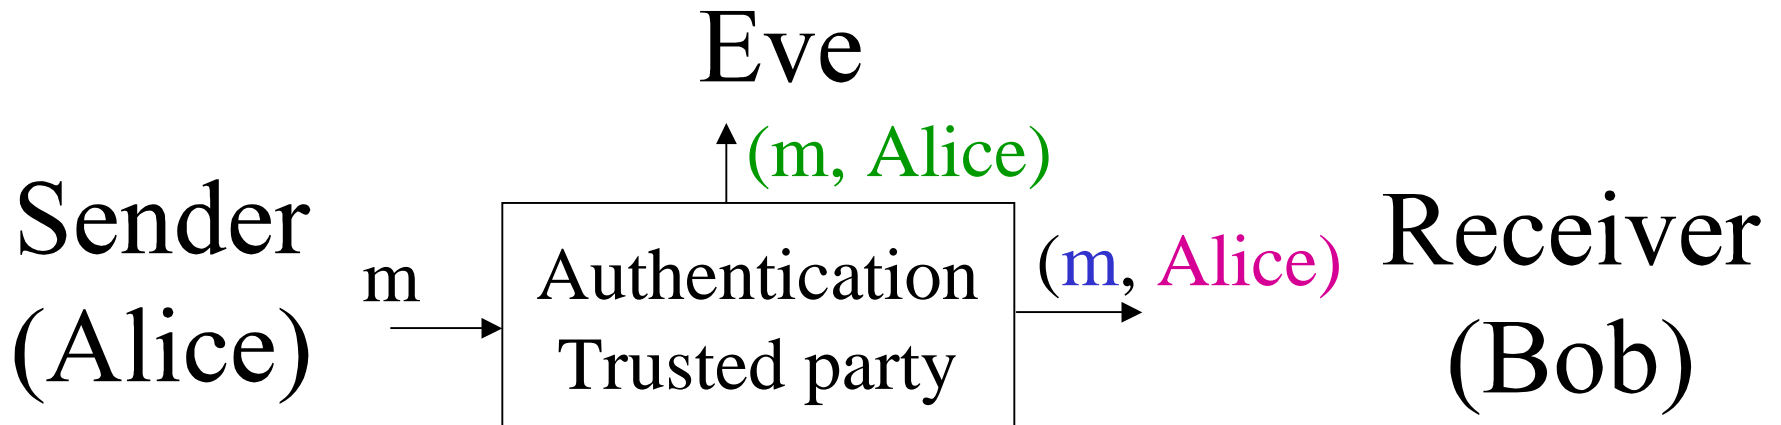 Eve
(m, Alice)
Sender
(Alice)
m
Authentication
Trusted party
(m, Alice)
Receiver
(Bob)